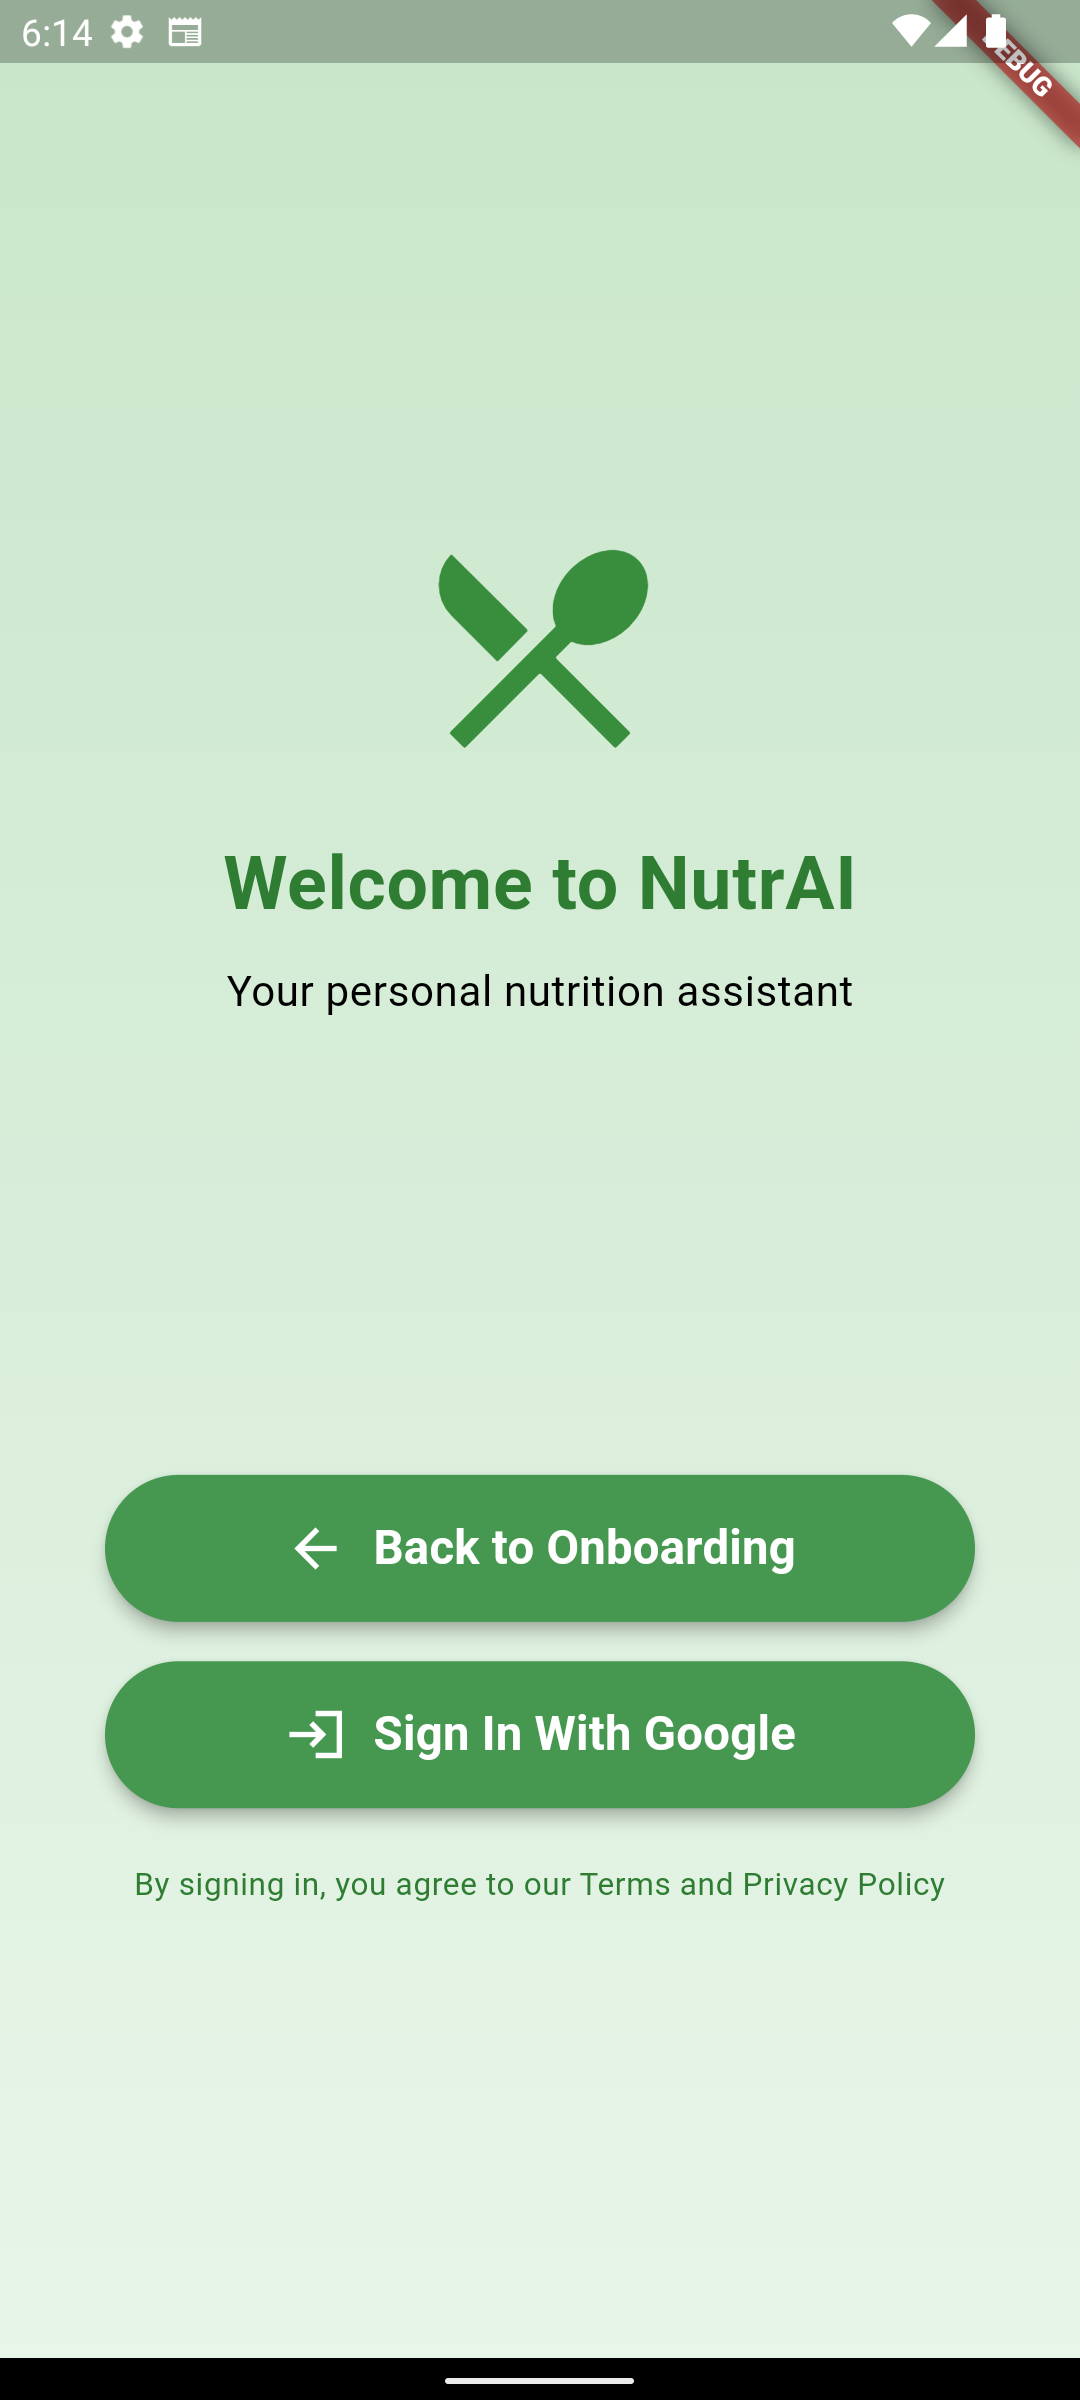 6:14
DEBUG
Welcome to NutrAI
Your personal nutrition assistant
Back to Onboarding
Sign In With Google
By signing in, you agree to our Terms and Privacy Policy